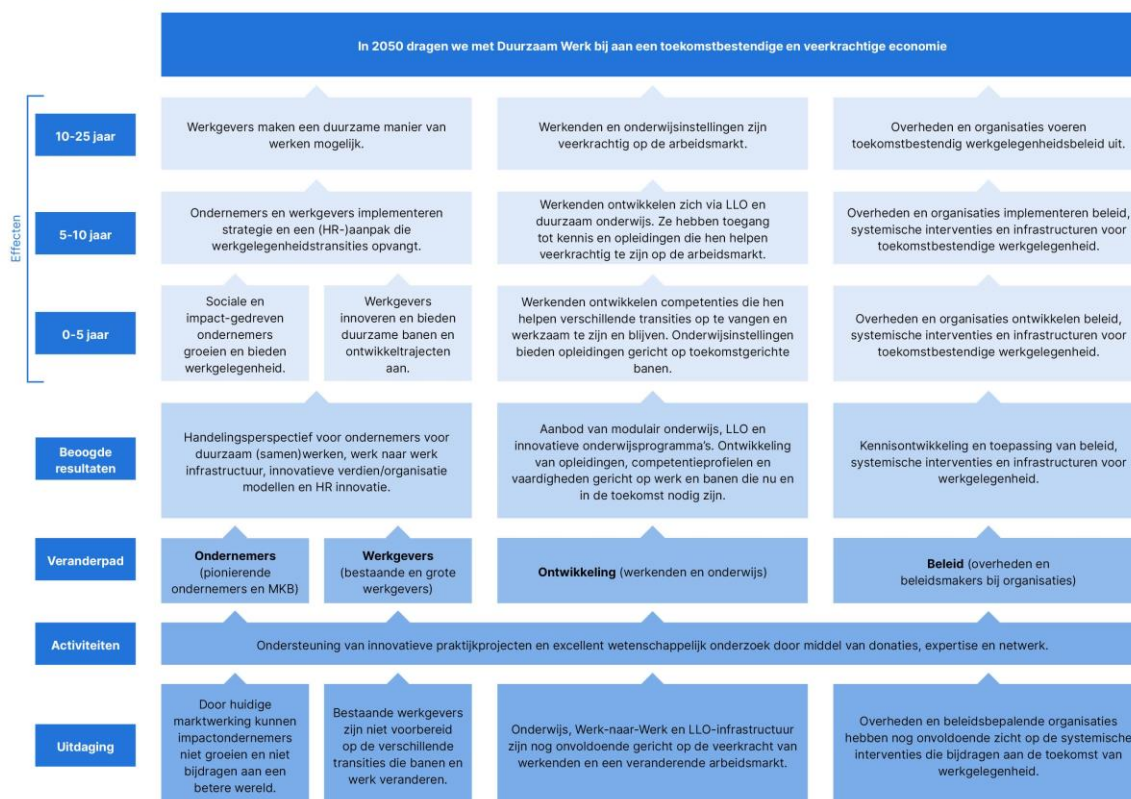 In 2050 dragen we met Duurzaam Werk bij aan een toekomstbestendige en veerkrachtige economie
Effecten
10-25 jaar
Werkgevers maken een duurzame manier van
werken mogelijk.
Werkenden en onderwijsinstellingen zijn
veerkrachtig op de arbeidsmarkt.
Overheden en organisaties voeren
toekomstbestendig werkgelegenheidsbeleid uit.
5-10 jaar
Ondernemers en werkgevers implementeren
strategie en een (HR-)aanpak die
werkgelegenheidstransities opvangt.
Werkenden ontwikkelen zich via LLO en
duurzaam onderwijs. Ze hebben toegang
tot kennis en opleidingen die hen helpen
veerkrachtig te zijn op de arbeidsmarkt.
Overheden en organisaties implementeren beleid,
systemische interventies en infrastructuren voor
toekomstbestendige werkgelegenheid.
0-5 jaar
Sociale en
impact-gedreven
ondernemers
groeien en bieden
werkgelegenheid.
Werkgevers
innoveren en bieden
duurzame banen en
ontwikkeltrajecten
aan.
Werkenden ontwikkelen competenties die hen
helpen verschillende transities op te vangen en
werkzaam te zijn en blijven. Onderwijsinstellingen
bieden opleidingen gericht op toekomstgerichte
banen.
Overheden en organisaties ontwikkelen beleid,
systemische interventies en infrastructuren voor
toekomstbestendige werkgelegenheid.
Beoogde
resultaten
Handelingsperspectief voor ondernemers voor
duurzaam (samen)werken, werk naar werk
infrastructuur, innovatieve verdien/organisatie
modellen en HR innovatie.
Aanbod van modulair onderwijs, LLO en
innovatieve onderwijsprogramma's. Ontwikkeling
van opleidingen, competentieprofielen en
vaardigheden gericht op werk en banen die nu en
in de toekomst nodig zijn.
Kennisontwikkeling en toepassing van beleid,
systemische interventies en infrastructuren voor
werkgelegenheid.
Veranderpad
Ondernemers
(pionierende
ondernemers en MKB)
Werkgevers
(bestaande en grote
werkgevers)
Ontwikkeling (werkenden en onderwijs)
Beleid (overheden en
beleidsmakers bij organisaties)
Activiteiten
Ondersteuning van innovatieve praktijkprojecten en excellent wetenschappelijk onderzoek door middel van donaties, expertise en netwerk.
Uitdaging
Door huidige
marktwerking kunnen
impactondernemers
niet groeien en niet
bijdragen aan een
betere wereld.
Bestaande werkgevers
zijn niet voorbereid
op de verschillende
transities die banen en
werk veranderen.
Onderwijs, Werk-naar-Werk en LLO-infrastructuur
zijn nog onvoldoende gericht op de veerkracht van
werkenden en een veranderende arbeidsmarkt.
Overheden en beleidsbepalende organisaties
hebben nog onvoldoende zicht op de systemische
interventies die bijdragen aan de toekomst van
werkgelegenheid.